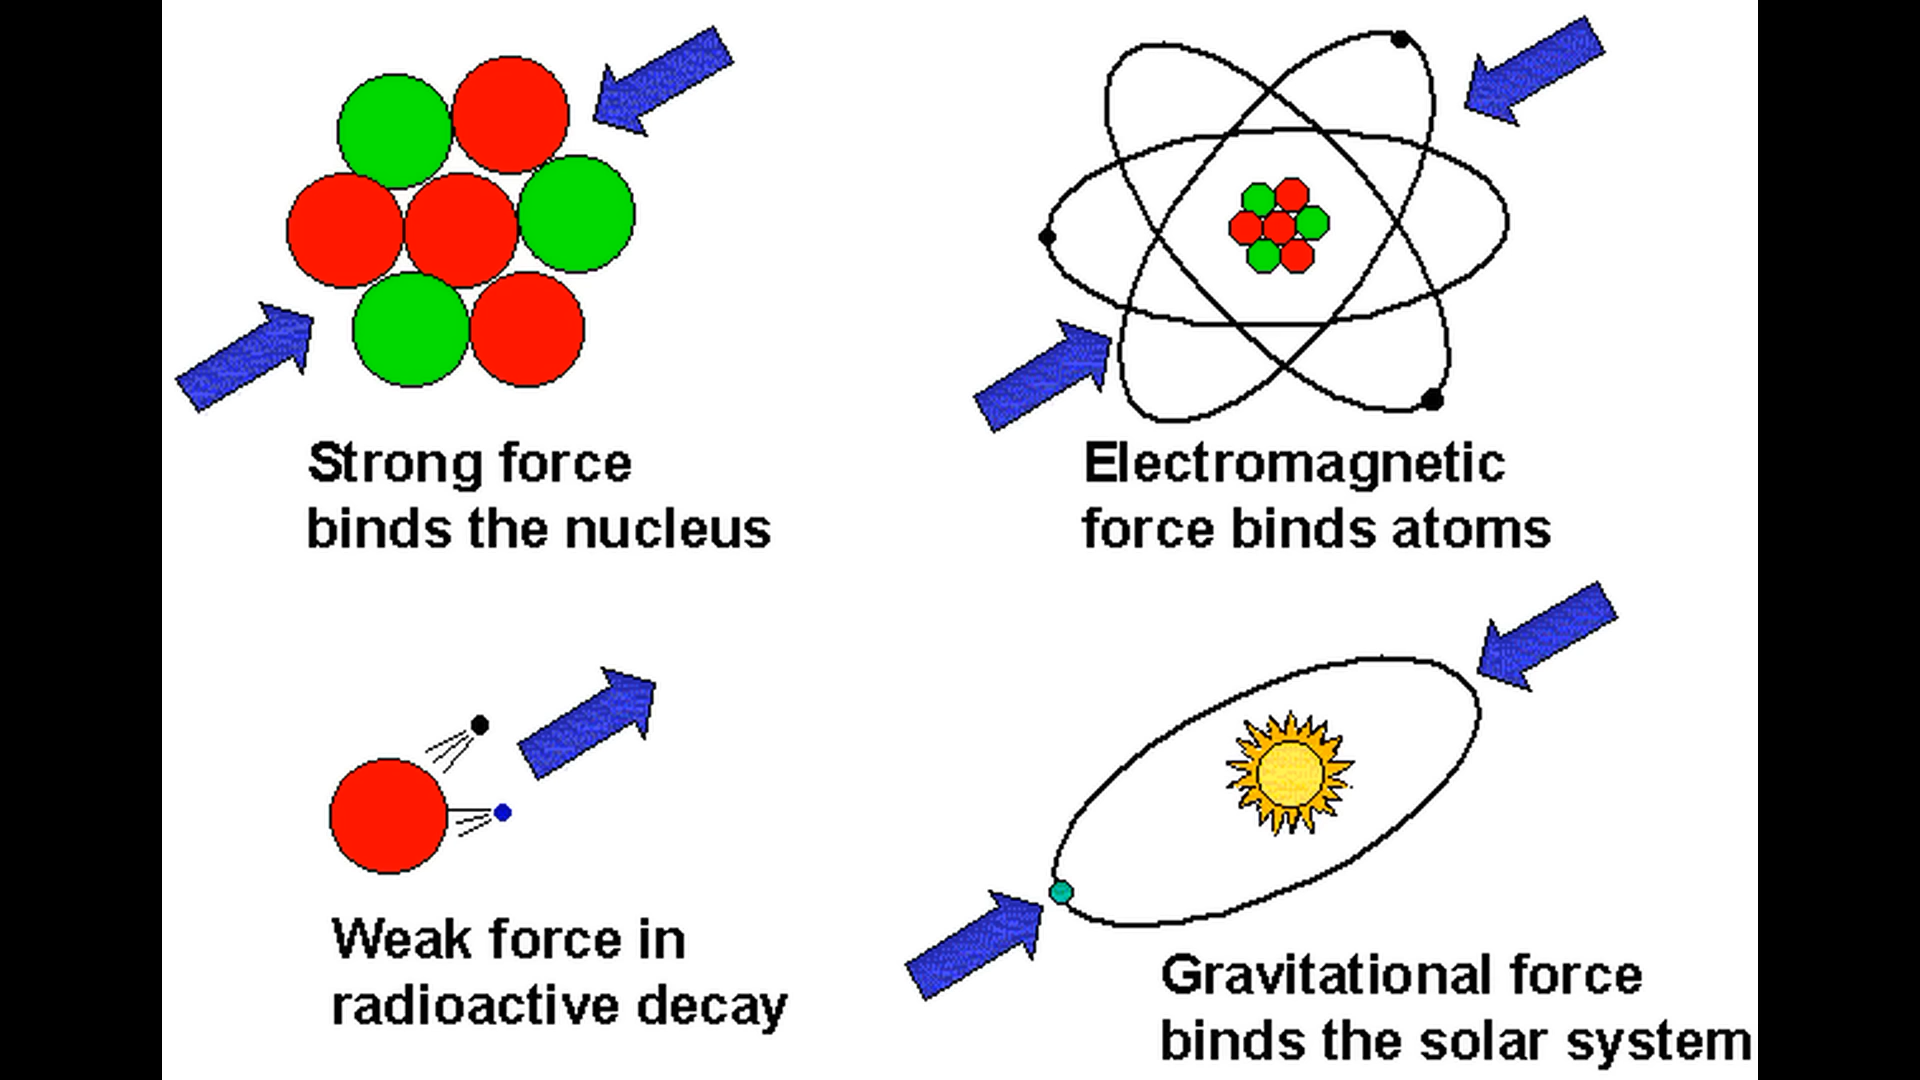 Strong force
binds the nucleus
Electromagnetic
force binds atoms
Weak force in
radioactive decay
Gravitational force
binds the solar system